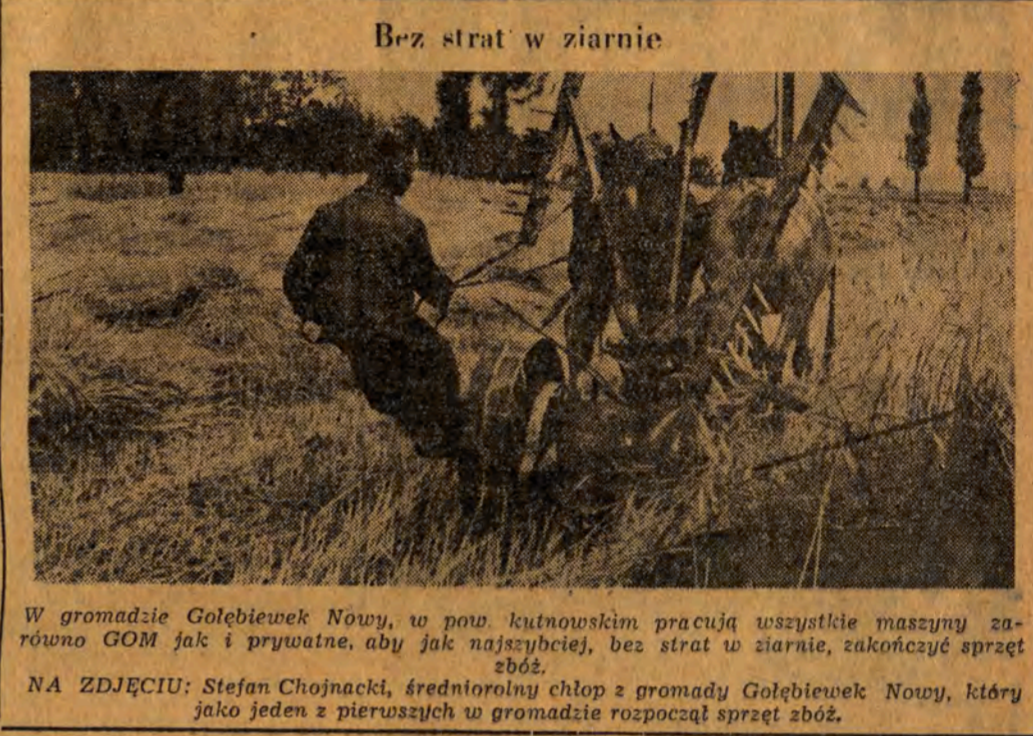 Bez strat w ziarnie
W gromadzie Gołębiewek Nowy, w pow. kutnowskim pracują wszystkie maszyny za-
równo GOM jak i prywatne, aby jak najszybciej, bez strat w ziarnie, zakończyć sprzęt
zbóż.
NA ZDJĘCIU: Stefan Chojnacki, średniorolny chłop z gromady Gołębiewek Nowy, który
jako jeden z pierwszych w gromadzie rozpoczął sprzęt zbóż.